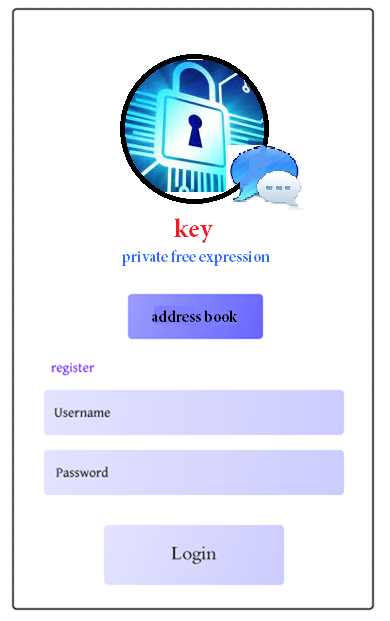 key
private free expression
address book
register
Username
Password
Login